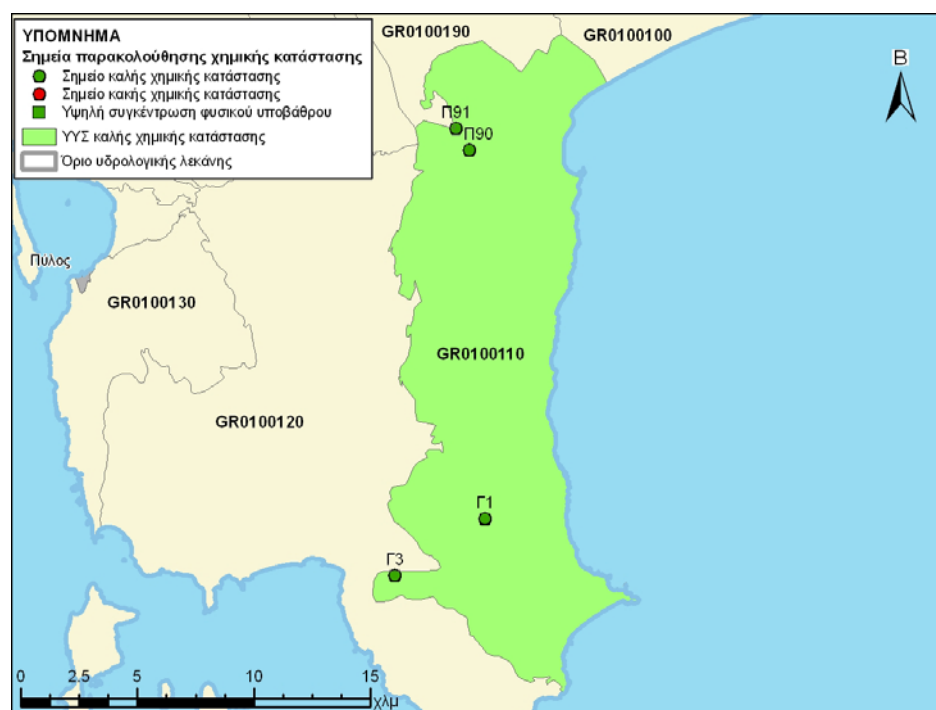 ΥΠΟΜΝΗΜΑ
Σημεία παρακολούθησης χημικής κατάστασης
Σημείο καλής χημικής κατάστασης
Σημείο κακής χημικής κατάστασης
Υψηλή συγκέντρωση φυσικού υποβάθρου
ΥΥΣ καλής χημικής κατάστασης
Όριο υδρολογικής λεκάνης
GR0100190
GR0100100
Β
Π91
Π90
Πύλος
GR0100130
GR0100110
GR0100120
Γ1
Γ3
0 2.5 5 10 15
χλμ